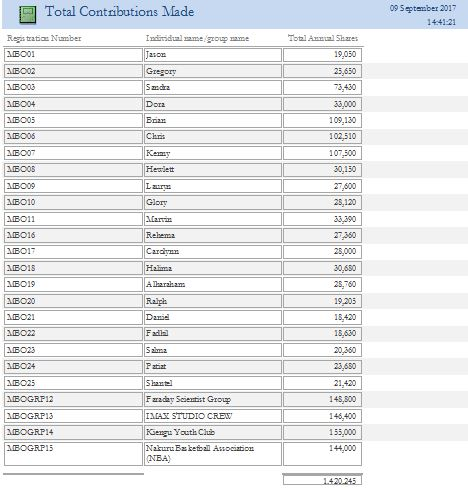 Total Contributions Made
09 September 2017
14:41:21
Registration Number Individual name/group name Total Annual Shares
MBO01 Jason 19,050
MBO02 Gregory 25,650
MBO03 Sandra 73,430
MBO04 Dora 33,000
MBO05 Brian 109,130
MBO06 Chris 102,510
MBO07 Kenny 107,500
MBO08 Hewlett 30,150
MBO09 Lauryn 27,600
MBO10 Glory 28,120
MBO11 Marvin 33,390
MBO16 Rehema 27,360
MBO17 Carolynn 28,000
MBO18 Halima 30,680
MBO19 28,760
MBO20 Ralph 19,205
MBO21 Daniel 18,420
MBO22 Fadhil 18,630
MBO23 Salma 20,360
MBO24 23,680
MBO25 Shantel 21,420
MBOGRP12 Faraday Scientist Group 148,800
MBOGRP13 IMAX STUDIO CREW 146,400
MBOGRP14 Kiengu Youth Club 155,000
MBOGRP15 Nakuru Basketball Association 144,000
(NBA)
1,420,245